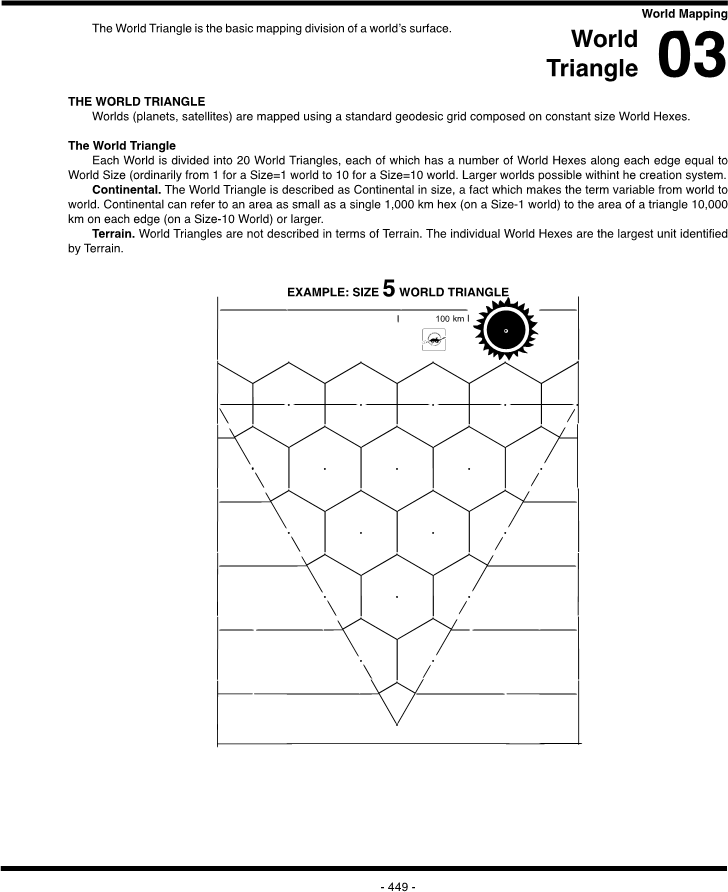 World Mapping
The World Triangle is the basic mapping division of a world's surface.
World
Triangle
03
THE WORLD TRIANGLE
Worlds (planets, satellites) are mapped using a standard geodesic grid composed on constant size World Hexes.
The World Triangle
Each World is divided into 20 World Triangles, each of which has a number of World Hexes along each edge equal to
World Size (ordinarily from 1 for a Size=1 world to 10 for a Size=10 world. Larger worlds possible withint he creation system.
Continental. The World Triangle is described as Continental in size, a fact which makes the term variable from world to
world. Continental can refer to an area as small as a single 1,000 km hex (on a Size-1 world) to the area of a triangle 10,000
km on each edge (on a Size-10 World) or larger.
Terrain. World Triangles are not described in terms of Terrain. The individual World Hexes are the largest unit identified
by Terrain.
EXAMPLE: SIZE 5 WORLD TRIANGLE
100 km
- 449 -